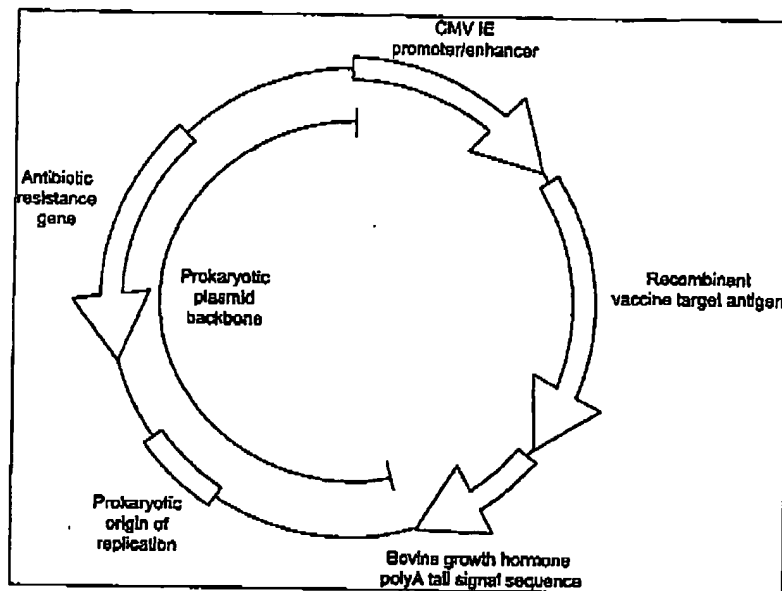 CMV IE
promoter/enhancer
Antibiotic
resistance
gene
Prokaryotic
plasmid
backbone
Recombinant
vaccine target antigen
Prokaryotic
origin of
replication
Bovine growth hormone
polyA tail signal sequence